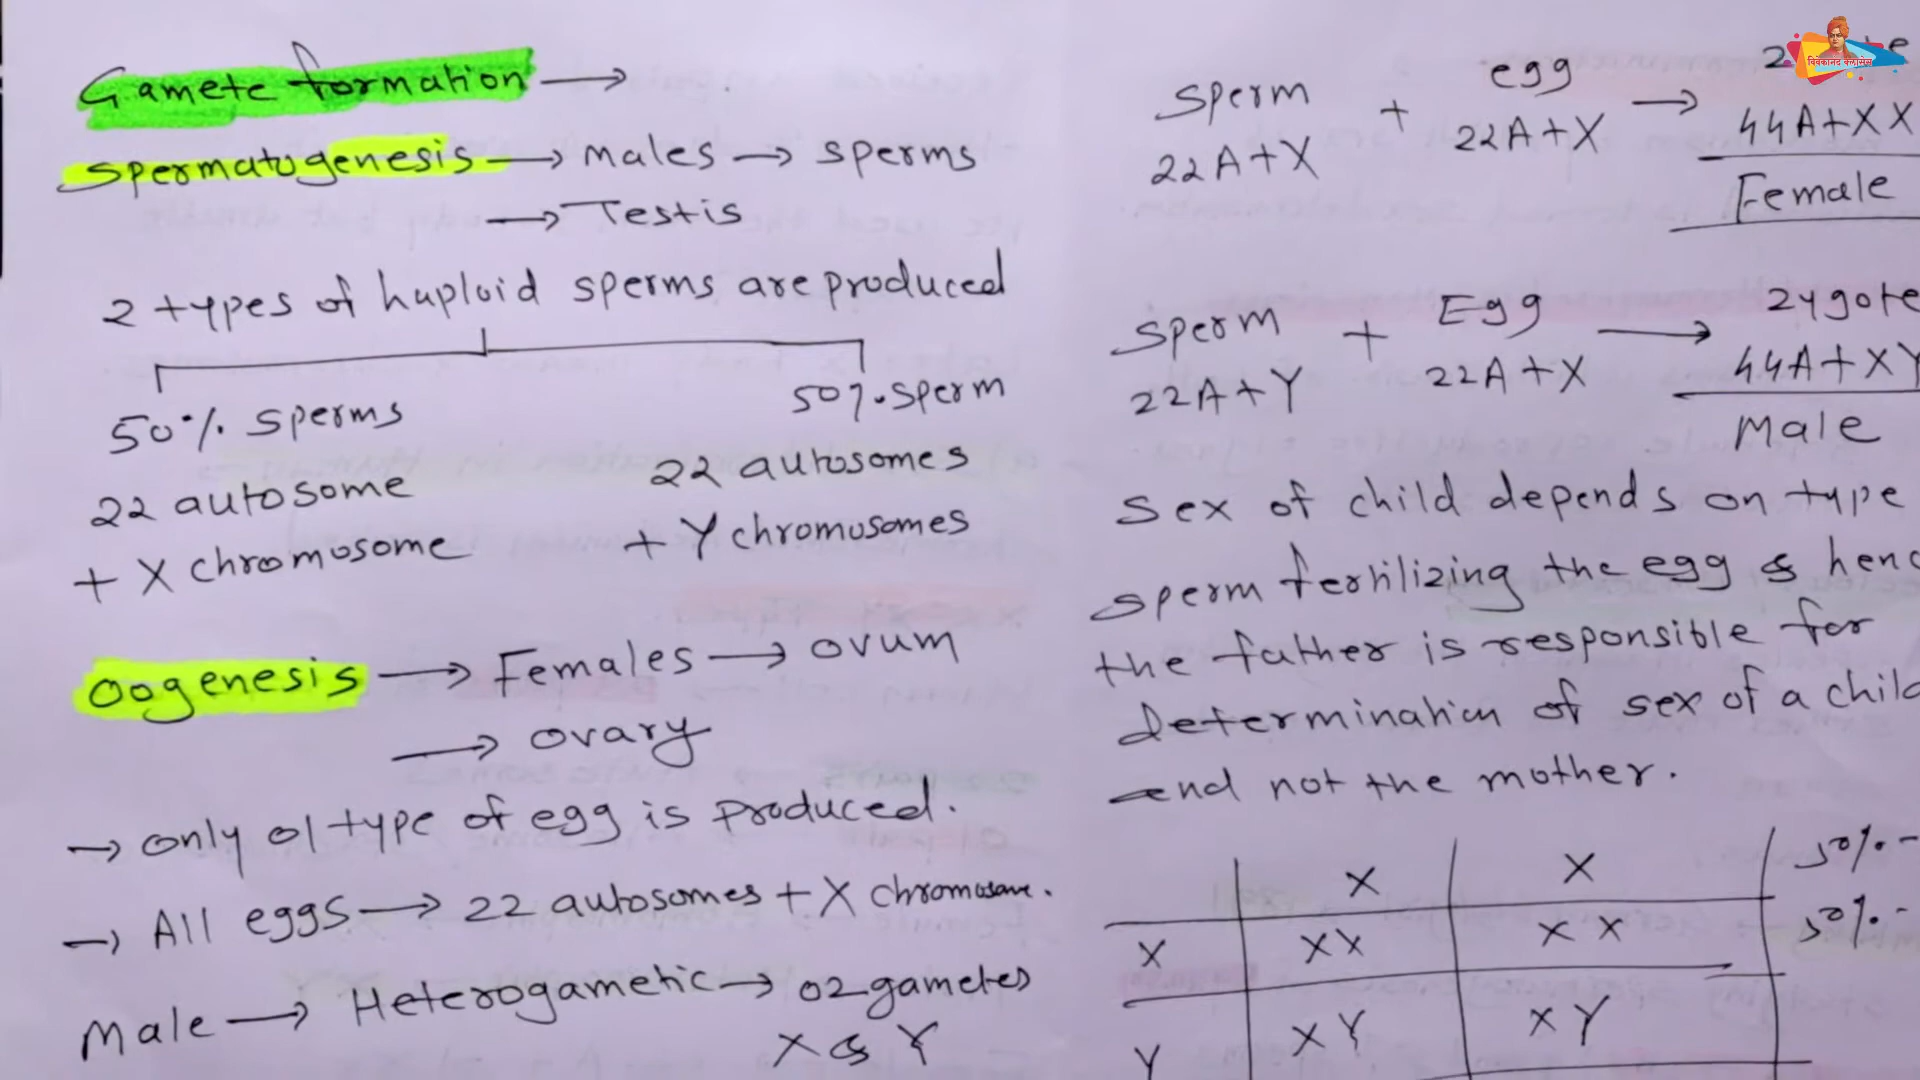 Gamete formation →
Spermatogenesis → Males → sperms
→ Testis
2 types of haploid sperms are produced
50% sperms
22 autosome
+ X chromosome
50% sperm
22 autosomes
+ Y chromosomes
Oogenesis → Females → ovum
→ ovary
→ only 01 type of egg is produced.
→ All eggs → 22 autosomes + X chromosome.
Male → Heterogametic → 02 gametes
X & Y
sperm + egg →
22A+X 22A+X 44A+XX
Female
sperm + Egg → zygote
22A+Y 22A+X 44A+XY
Male
Sex of child depends on type
sperm fertilizing the egg &
the father is responsible for
determination of sex of a child
and not the mother.
X X 50% -
X XX XX 50% -
Y XY XY
विवेकानंद क्लासेस